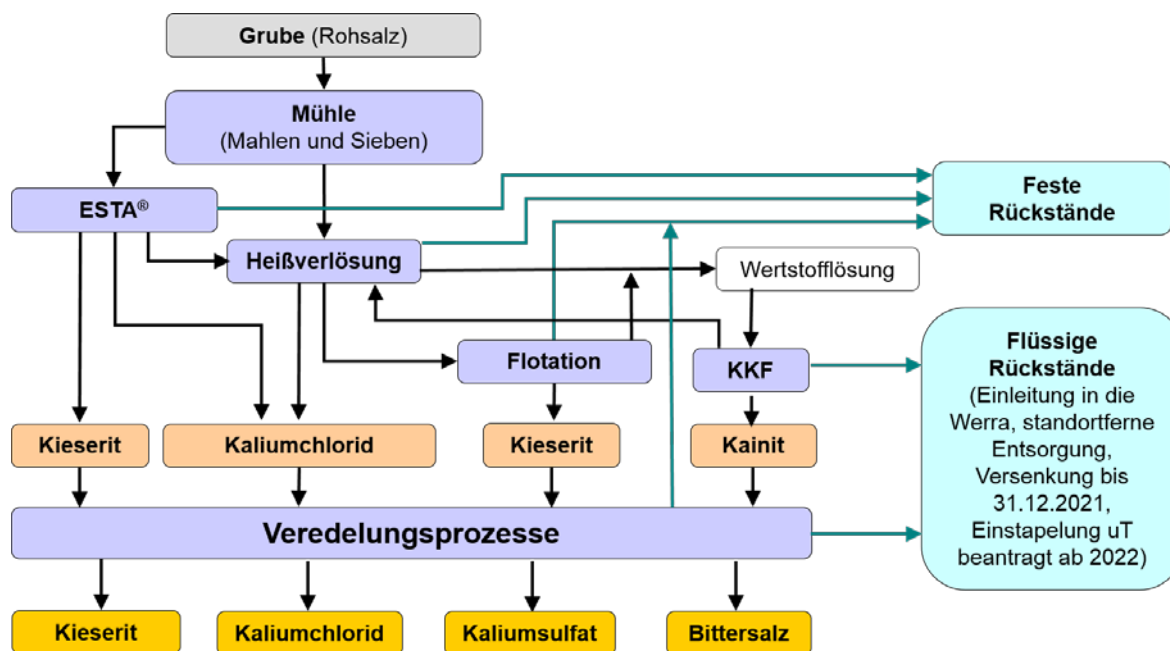 Grube (Rohsalz)
Mühle
(Mahlen und Sieben)
ESTA®
Feste
Rückstände
Heißverlösung
Wertstofflösung
Flotation
KKF
Flüssige
Rückstände
(Einleitung in die
Werra, standortferne
Entsorgung,
Versenkung bis
31.12.2021,
Einstapelung uT
beantragt ab 2022)
Kieserit
Kaliumchlorid
Kieserit
Kainit
Veredelungsprozesse
Kieserit
Kaliumchlorid
Kaliumsulfat
Bittersalz